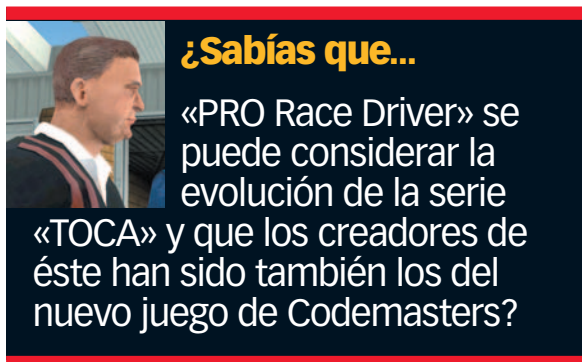 ¿Sabías que...
«PRO Race Driver» se
puede considerar la
evolución de la serie
«TOCA» y que los creadores de
éste han sido también los del
nuevo juego de Codemasters?